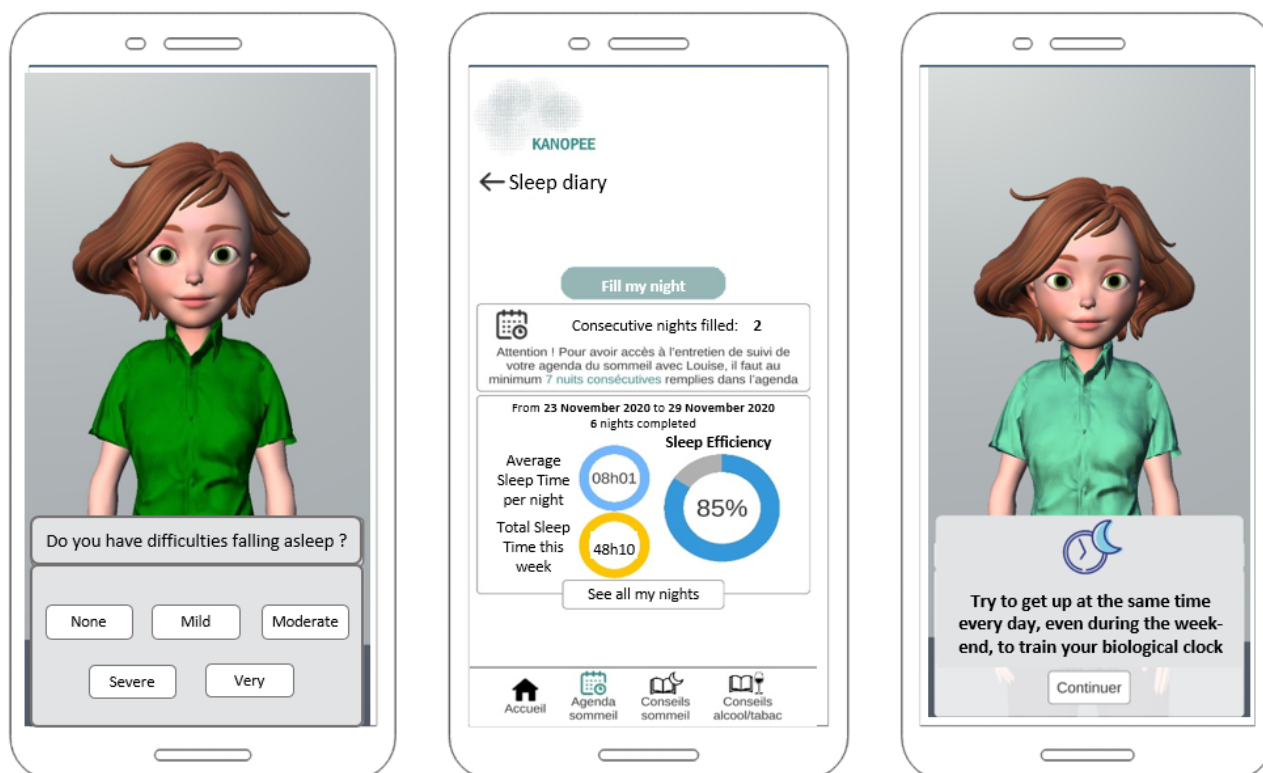 Do you have difficulties falling asleep ?
None
Mild
Moderate
Severe
Very
KANOPEE
Sleep diary
Fill my night
Consecutive nights filled: 2
Attention ! Pour avoir accès à l'entretien de suivi de
votre agenda du sommeil avec Louise, il faut au
minimum 7 nuits consécutives remplies dans l'agenda
From 23 November 2020 to 29 November 2020
6 nights completed
Sleep Efficiency
Average
Sleep Time
per night
08h01
85%
Total Sleep
Time this
week
48h10
See all my nights
Accueil
Agenda
sommeil
Conseils
sommeil
Conseils
alcool/tabac
Try to get up at the same time
every day, even during the week-
end, to train your biological clock
Continuer